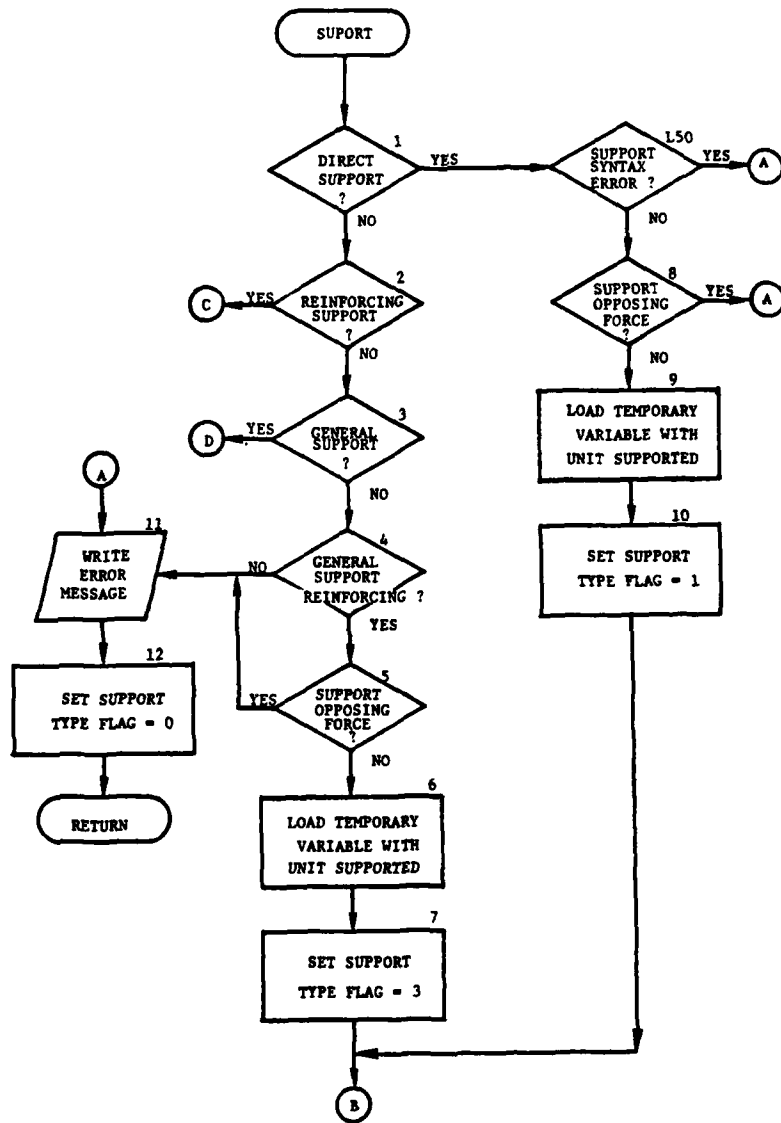 SUPORT
1
DIRECT
SUPPORT
?
YES
NO
L50
SUPPORT
SYNTAX
ERROR ?
YES
A
NO
2
REINFORCING
SUPPORT
?
YES
C
NO
8
SUPPORT
OPPOSING
FORCE
?
YES
A
NO
3
GENERAL
SUPPORT
?
YES
D
NO
9
LOAD TEMPORARY
VARIABLE WITH
UNIT SUPPORTED
A
11
WRITE
ERROR
MESSAGE
4
GENERAL
SUPPORT
REINFORCING ?
NO
YES
10
SET SUPPORT
TYPE FLAG = 1
12
SET SUPPORT
TYPE FLAG = 0
5
SUPPORT
OPPOSING
FORCE
?
YES
NO
RETURN
6
LOAD TEMPORARY
VARIABLE WITH
UNIT SUPPORTED
7
SET SUPPORT
TYPE FLAG = 3
B